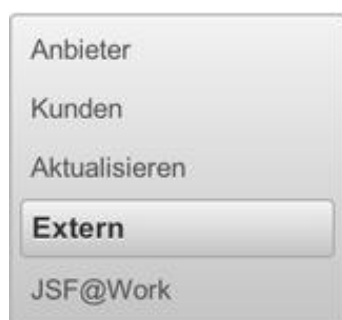 Anbieter
Kunden
Aktualisieren
Extern
JSF@Work